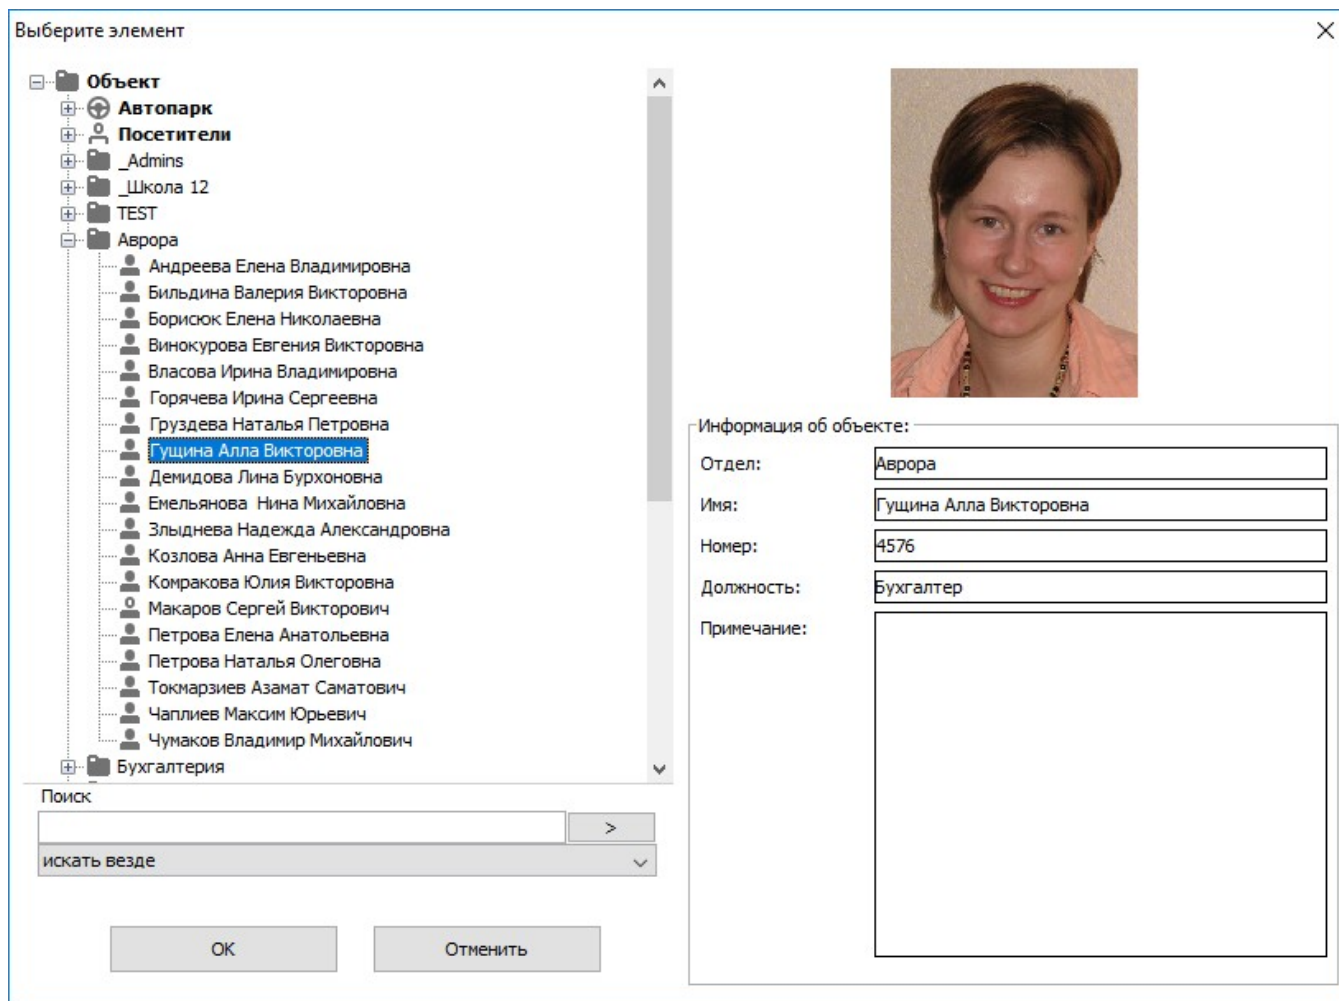 Выберите элемент
Объект
Автопарк
Посетители
_Admins
_Школа 12
TEST
Аврора
Андреева Елена Владимировна
Бильдина Валерия Викторовна
Борисюк Елена Николаевна
Винокурова Евгения Викторовна
Власова Ирина Владимировна
Горячева Ирина Сергеевна
Груздева Наталья Петровна
Гущина Алла Викторовна
Демидова Лина Бурхоновна
Емельянова  Нина Михайловна
Злыднева Надежда Александровна
Козлова Анна Евгеньевна
Комракова Юлия Викторовна
Макаров Сергей Викторович
Петрова Елена Анатольевна
Петрова Наталья Олеговна
Токмарзиев Азамат Саматович
Чаплиев Максим Юрьевич
Чумаков Владимир Михайлович
Бухгалтерия
Поиск
>
искать везде
ОК
Отменить
Информация об объекте:
Отдел: Аврора
Имя: Гущина Алла Викторовна
Номер: 4576
Должность: Бухгалтер
Примечание: